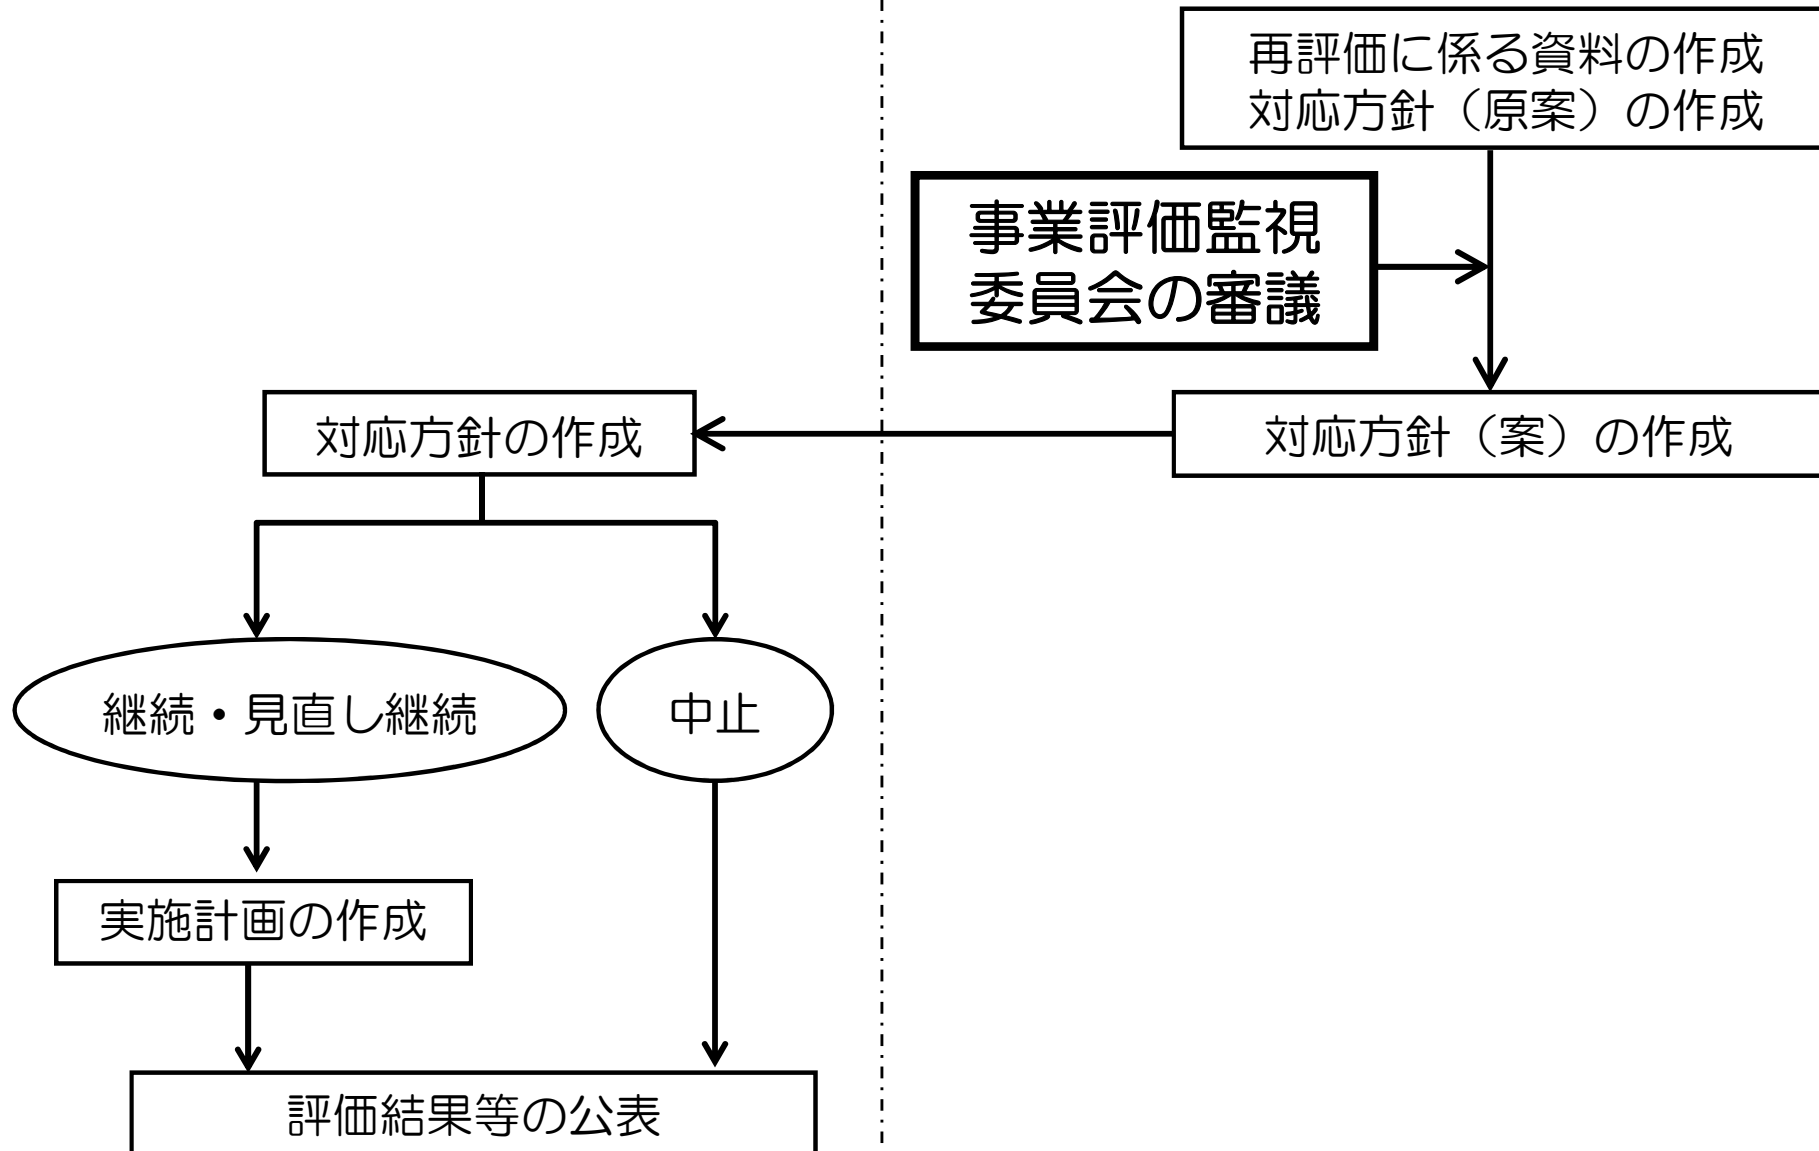 再評価に係る資料の作成
対応方針（原案）の作成
事業評価監視
委員会の審議
対応方針（案）の作成
対応方針の作成
継続・見直し継続
中止
実施計画の作成
評価結果等の公表